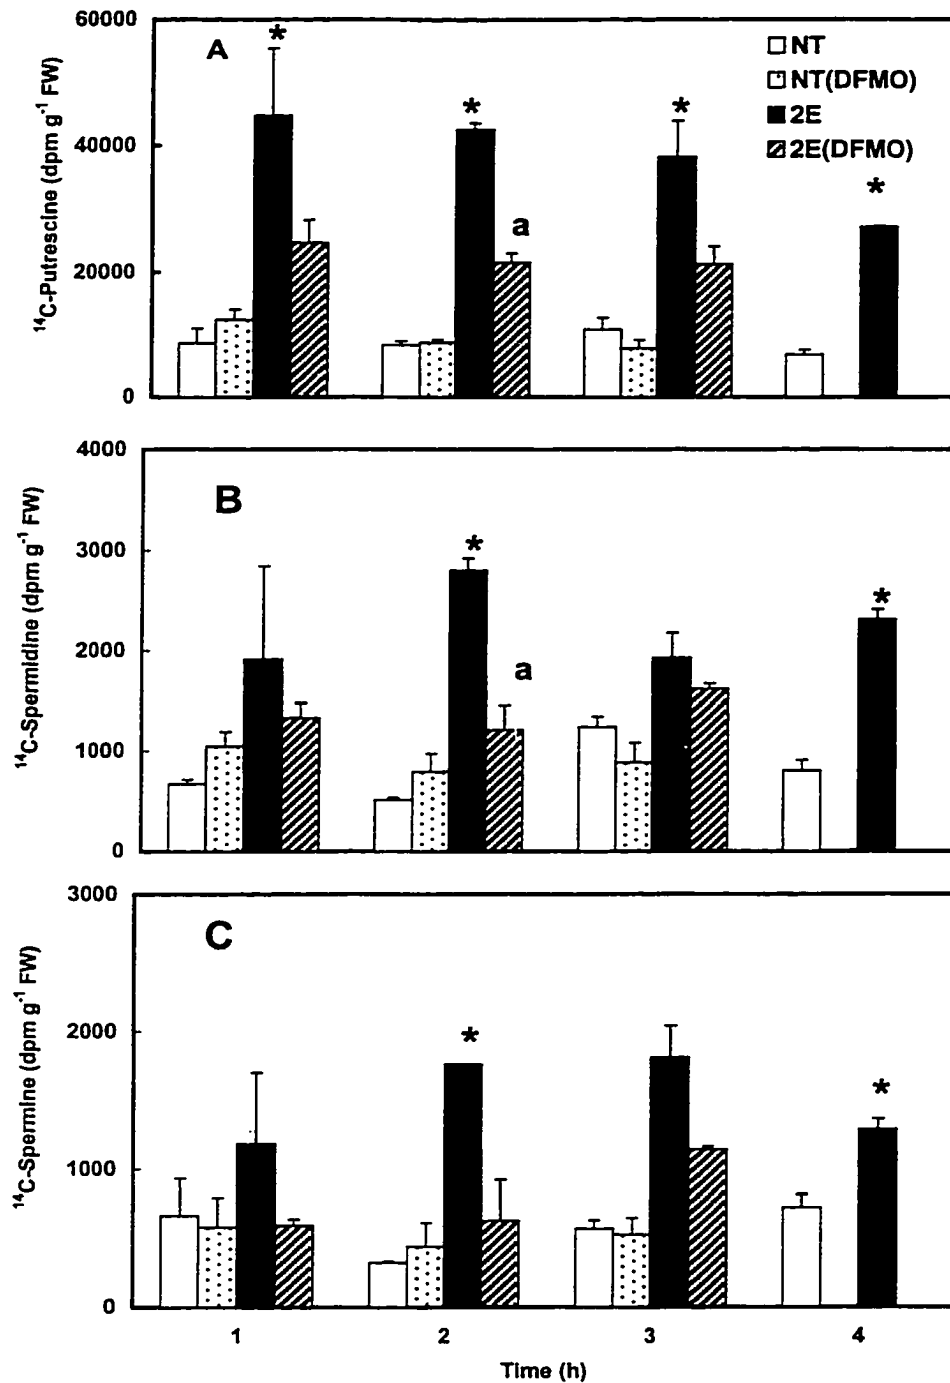 60000
40000
20000
0
¹⁴C-Putrescine (dpm g⁻¹ FW)
A
*
*
*
*
a
NT
NT(DFMO)
2E
2E(DFMO)
4000
3000
2000
1000
0
¹⁴C-Spermidine (dpm g⁻¹ FW)
B
*
a
*
3000
2000
1000
0
¹⁴C-Spermine (dpm g⁻¹ FW)
C
*
*
1 2 3 4
Time (h)